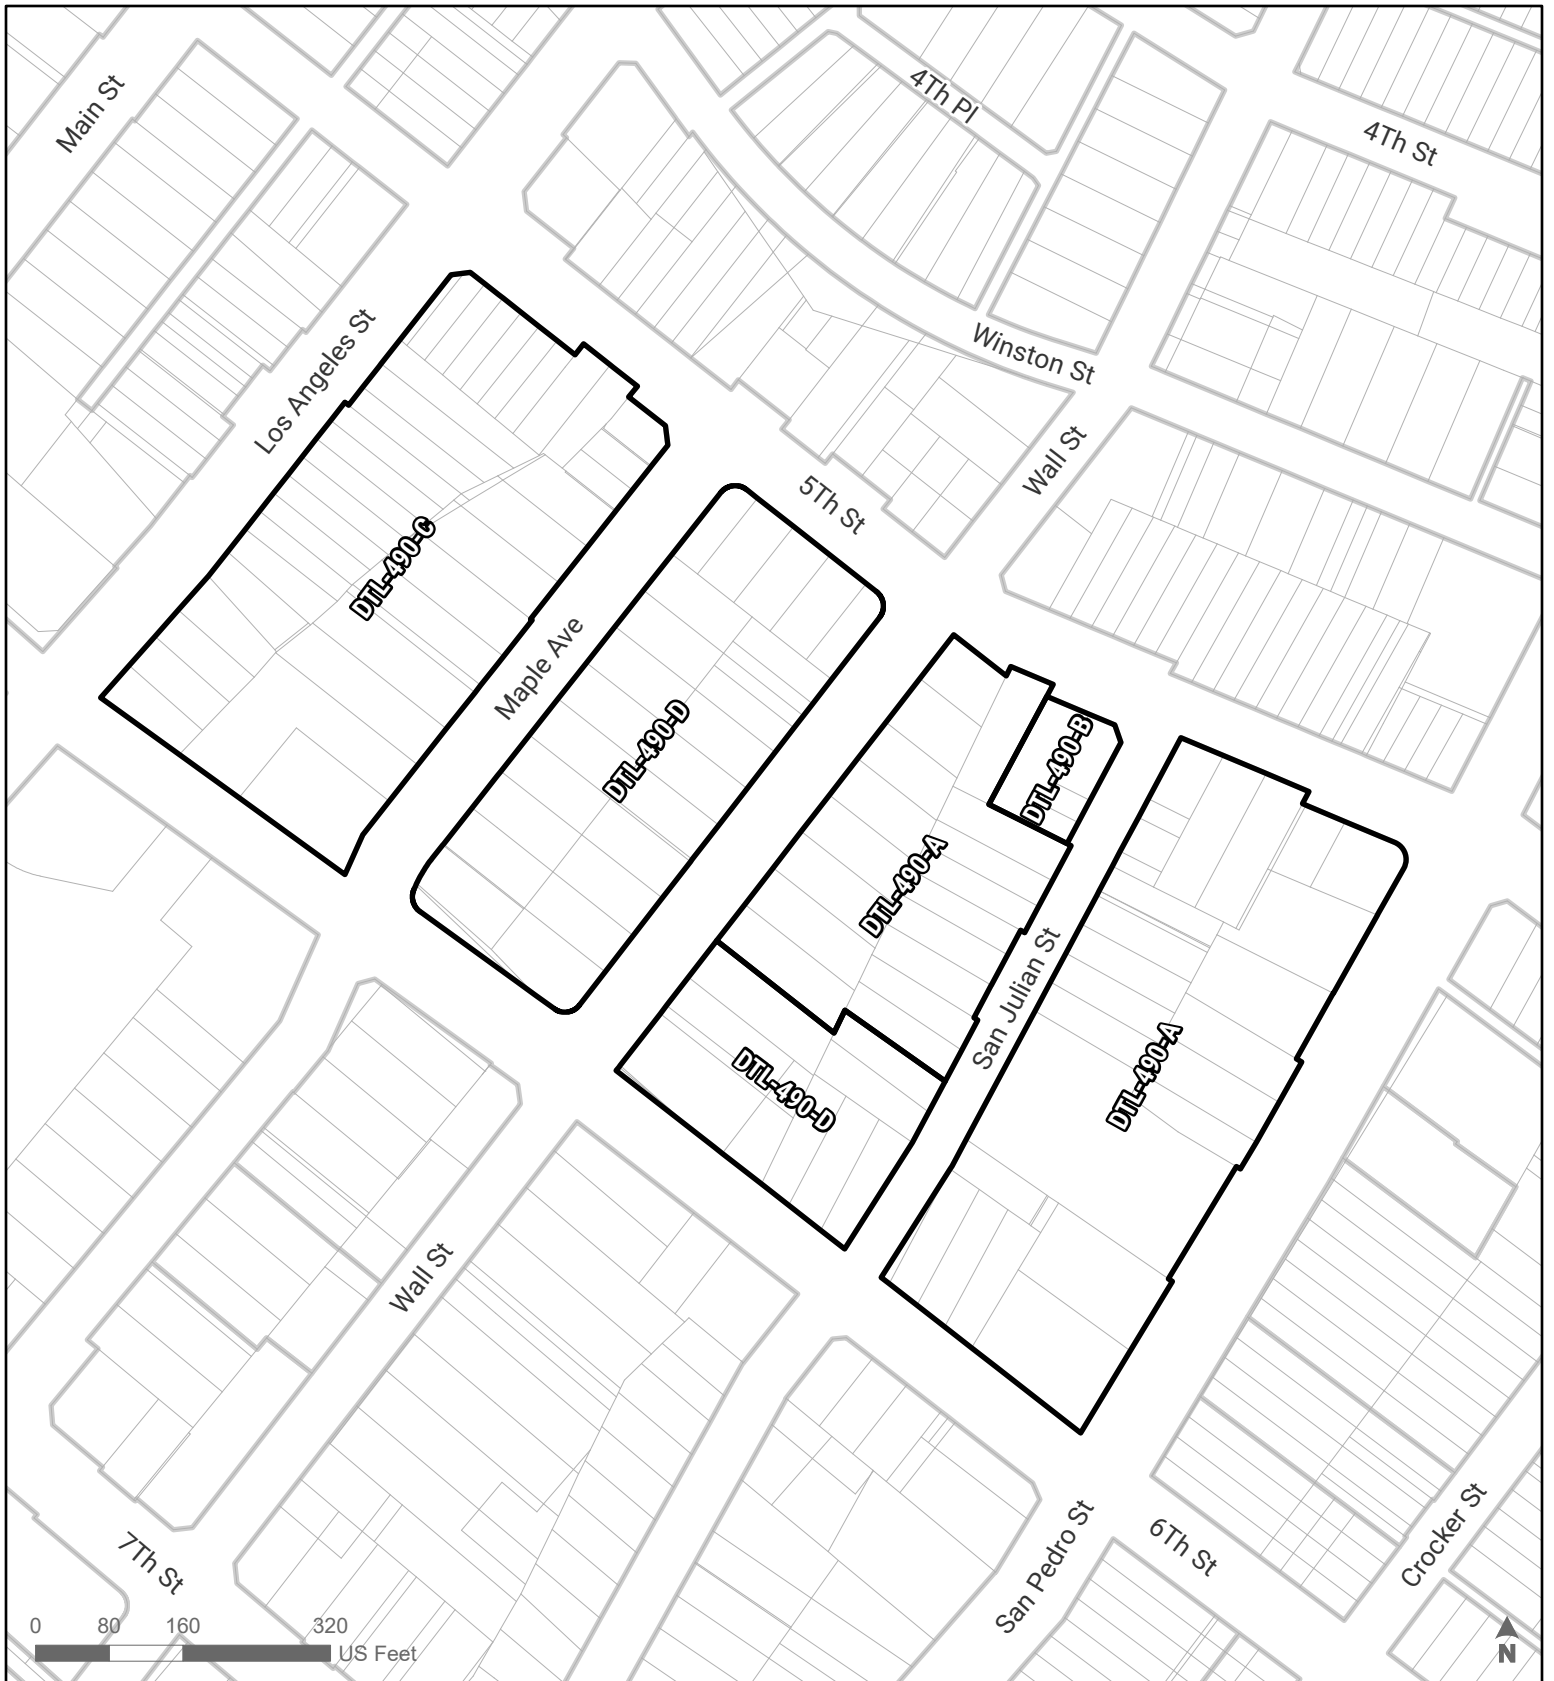 Main St
4Th Pl
4Th St
Los Angeles St
Winston St
Wall St
5Th St
DTL-490-C
Maple Ave
DTL-490-D
DTL-490-B
DTL-490-A
San Julian St
DTL-490-A
DTL-490-D
Wall St
7Th St
San Pedro St
6Th St
Crocker St
0 80 160 320
US Feet
N